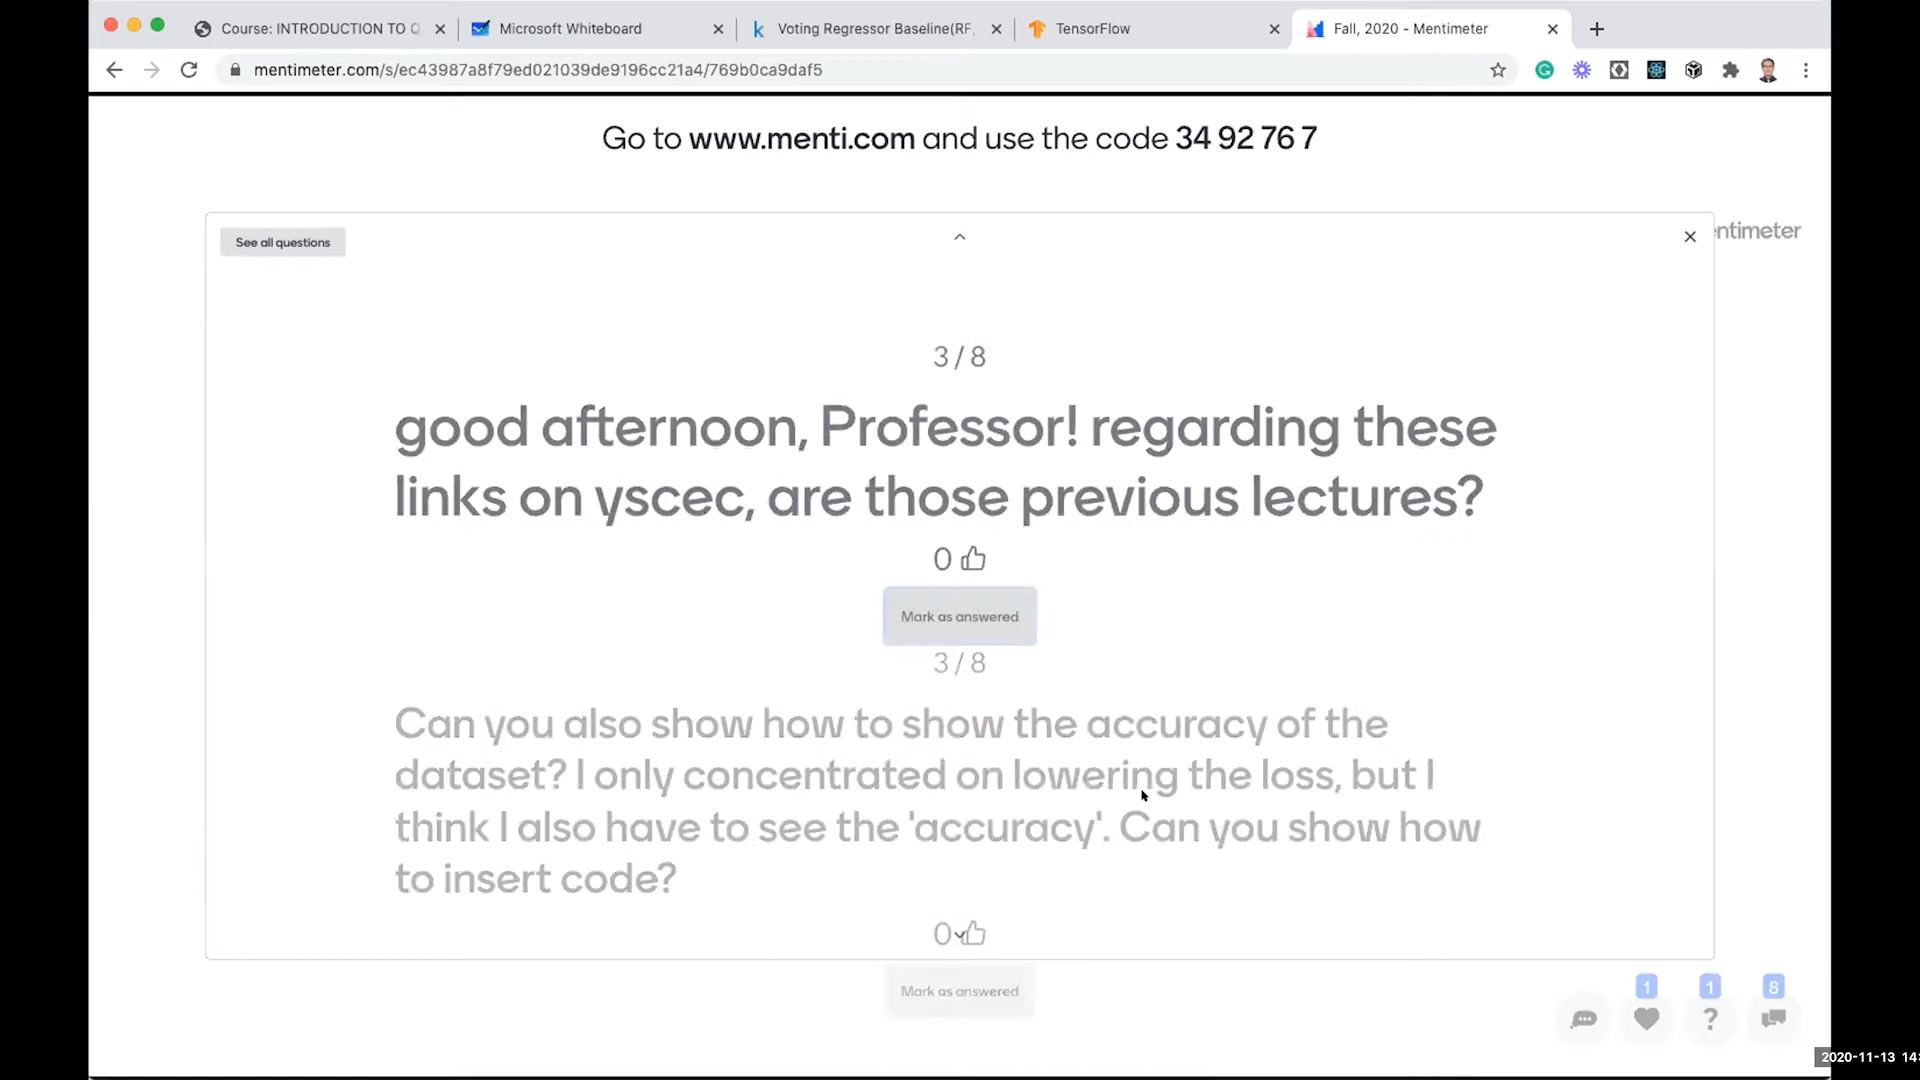 Course: INTRODUCTION TO Q
Microsoft Whiteboard
Voting Regressor Baseline(RF,
TensorFlow
Fall, 2020 - Mentimeter
mentimeter.com/s/ec43987a8f79ed021039de9196cc21a4/769b0ca9daf5
Go to www.menti.com and use the code 34 92 76 7
ntimeter
See all questions
3 / 8
good afternoon, Professor! regarding these
links on yscec, are those previous lectures?
0
Mark as answered
3 / 8
Can you also show how to show the accuracy of the
dataset? I only concentrated on lowering the loss, but I
think I also have to see the 'accuracy'. Can you show how
to insert code?
0
Mark as answered
1
1
8
?
2020-11-13 14: